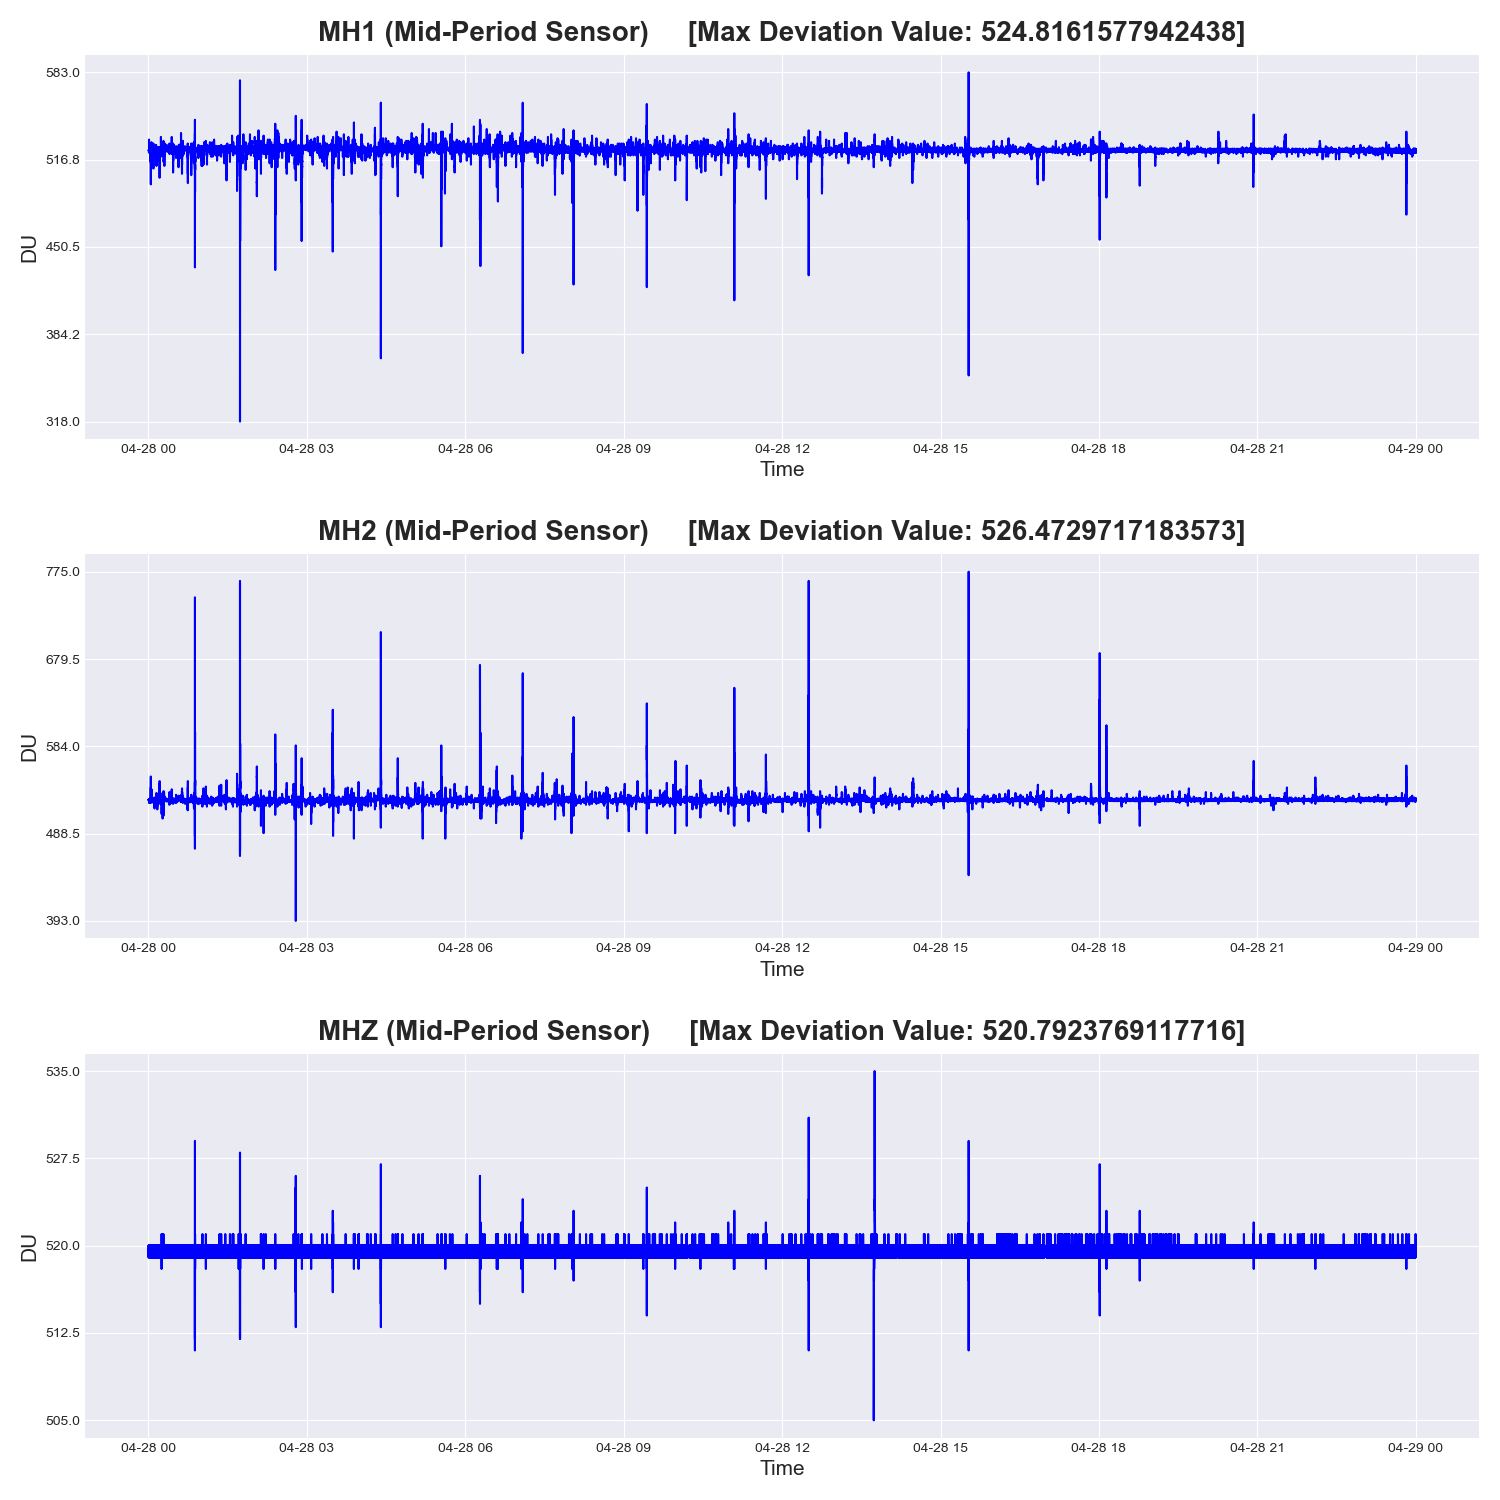 MH1 (Mid-Period Sensor)     [Max Deviation Value: 524.8161577942438]
583.0
516.8
450.5
384.2
318.0
DU
04-28 00 04-28 03 04-28 06 04-28 09 04-28 12 04-28 15 04-28 18 04-28 21 04-29 00
Time
MH2 (Mid-Period Sensor)     [Max Deviation Value: 526.4729717183573]
775.0
679.5
584.0
488.5
393.0
DU
04-28 00 04-28 03 04-28 06 04-28 09 04-28 12 04-28 15 04-28 18 04-28 21 04-29 00
Time
MHZ (Mid-Period Sensor)     [Max Deviation Value: 520.7923769117716]
535.0
527.5
520.0
512.5
505.0
DU
04-28 00 04-28 03 04-28 06 04-28 09 04-28 12 04-28 15 04-28 18 04-28 21 04-29 00
Time